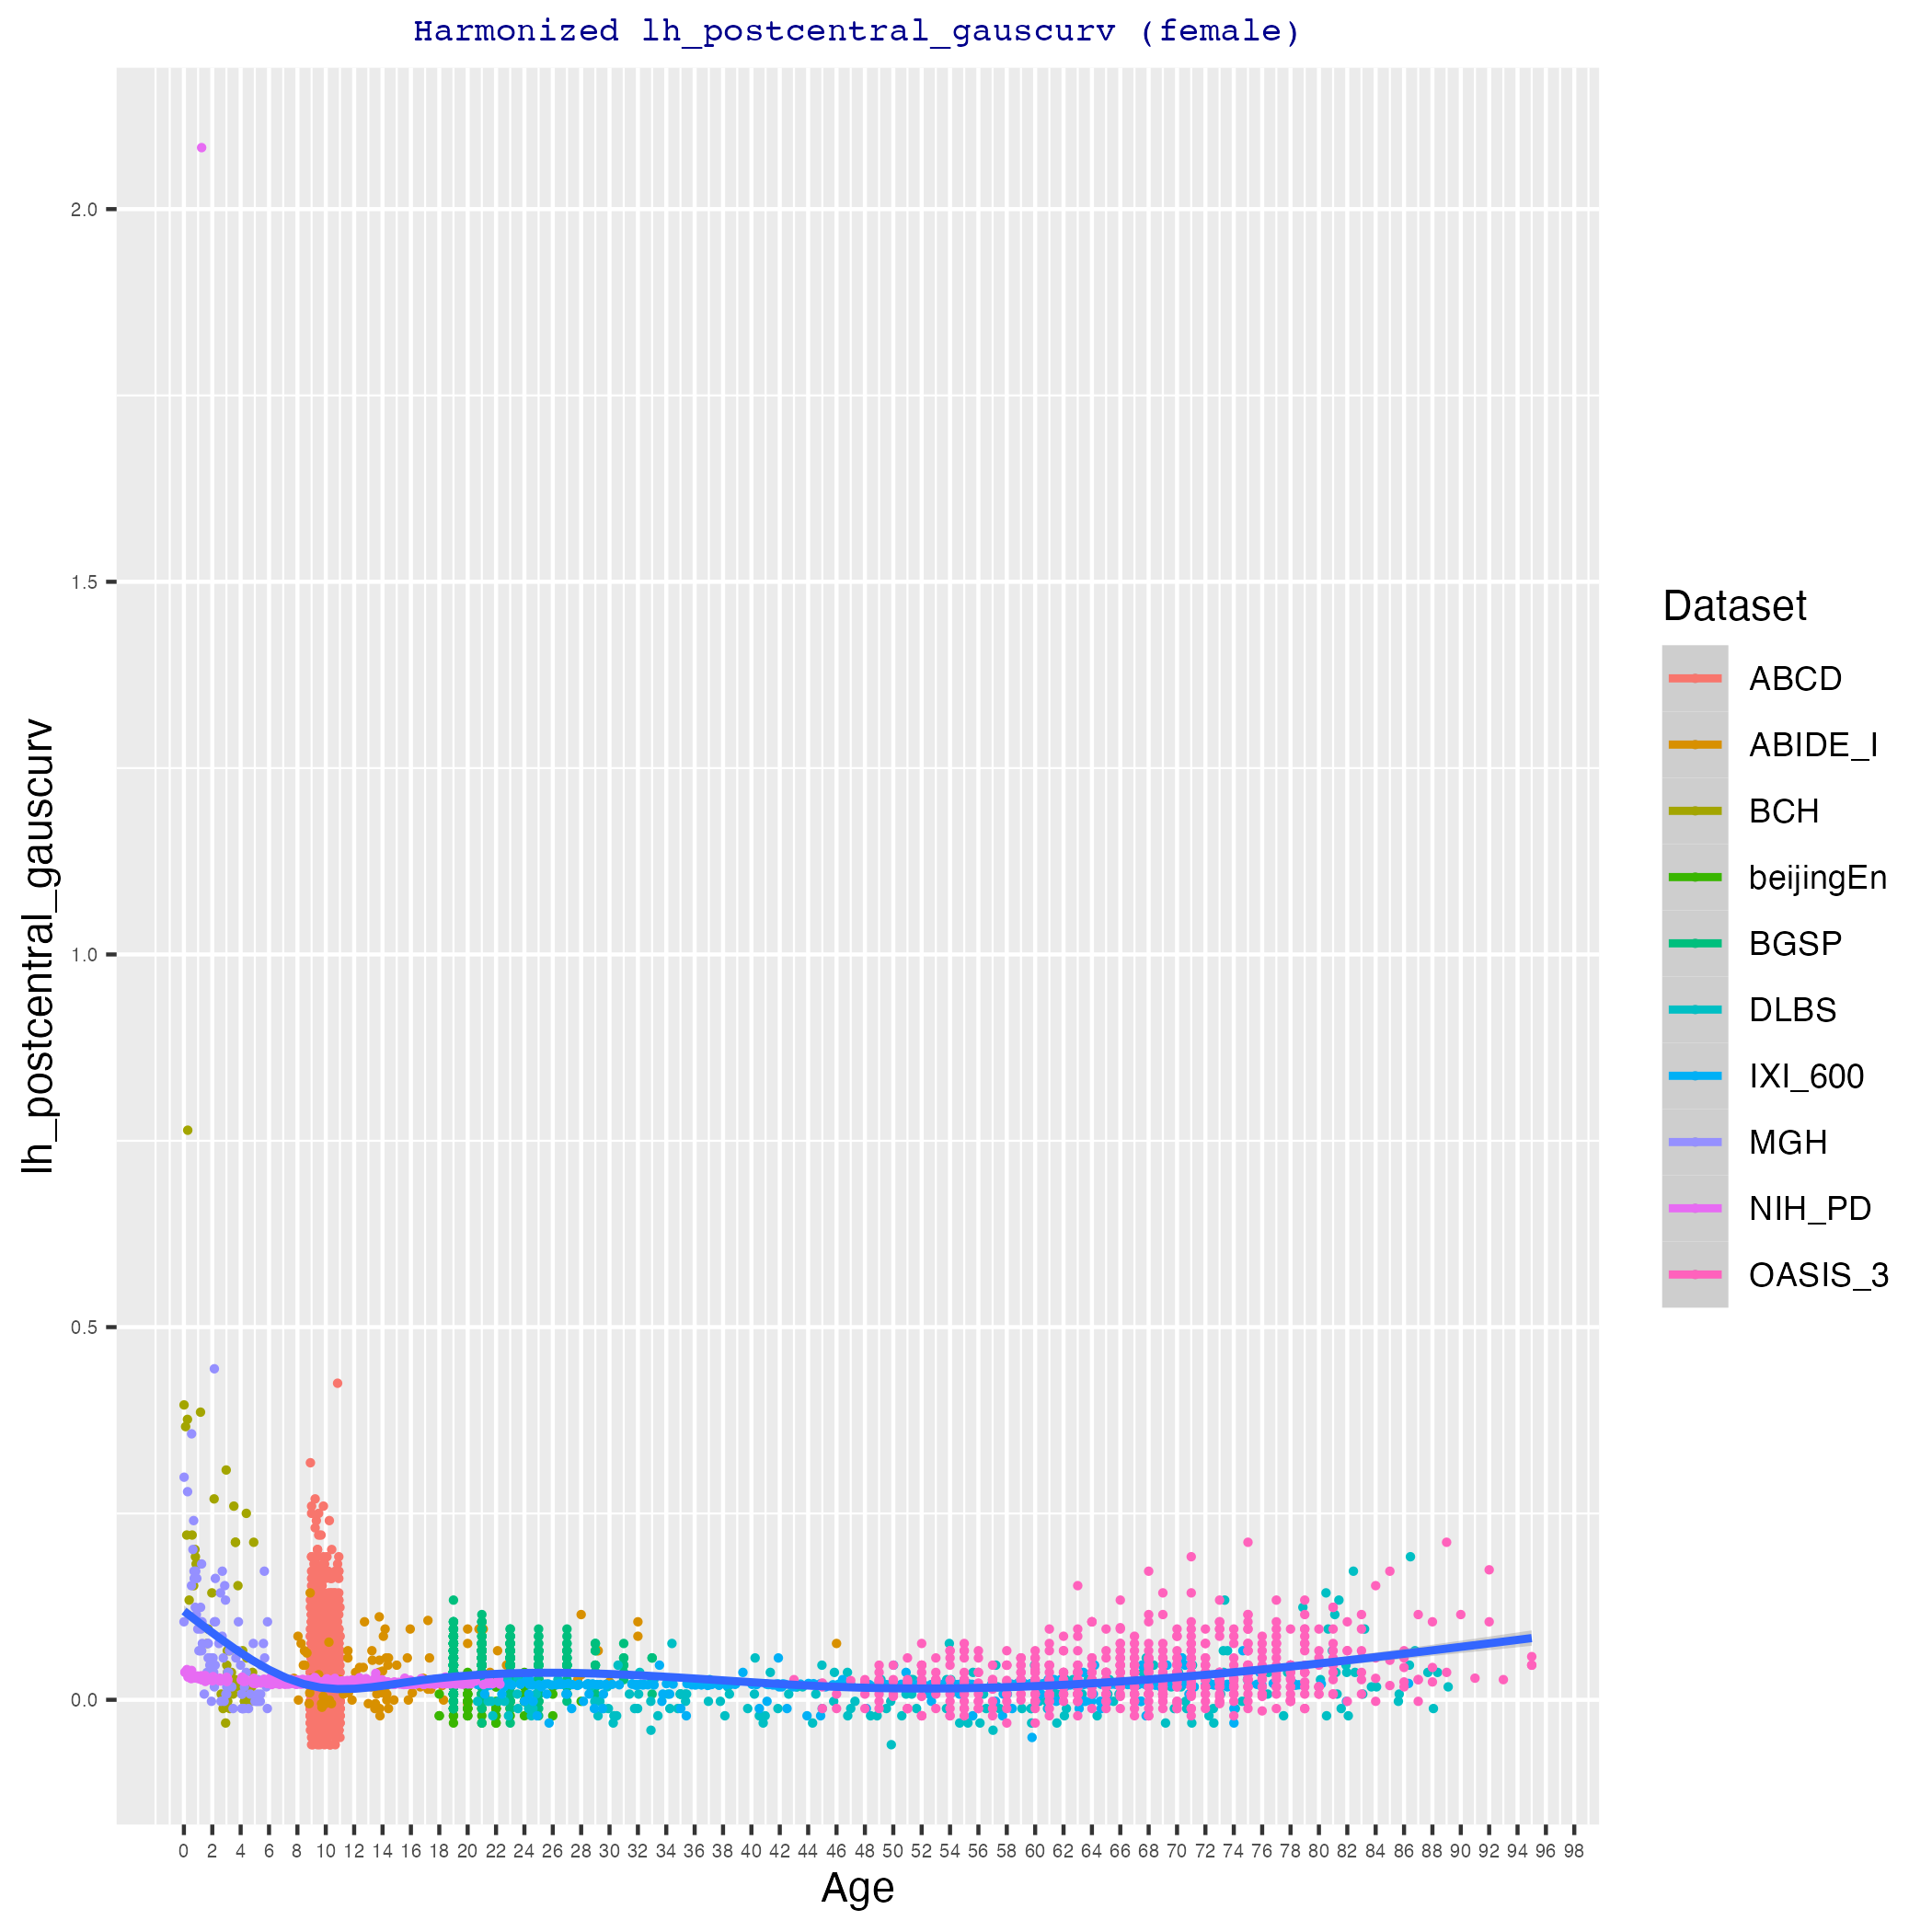 Harmonized lh_postcentral_gauscurv (female)
lh_postcentral_gauscurv
2.0
1.5
1.0
0.5
0.0
0 2 4 6 8 10 12 14 16 18 20 22 24 26 28 30 32 34 36 38 40 42 44 46 48 50 52 54 56 58 60 62 64 66 68 70 72 74 76 78 80 82 84 86 88 90 92 94 96 98
Age
Dataset
ABCD
ABIDE_I
BCH
beijingEn
BGSP
DLBS
IXI_600
MGH
NIH_PD
OASIS_3